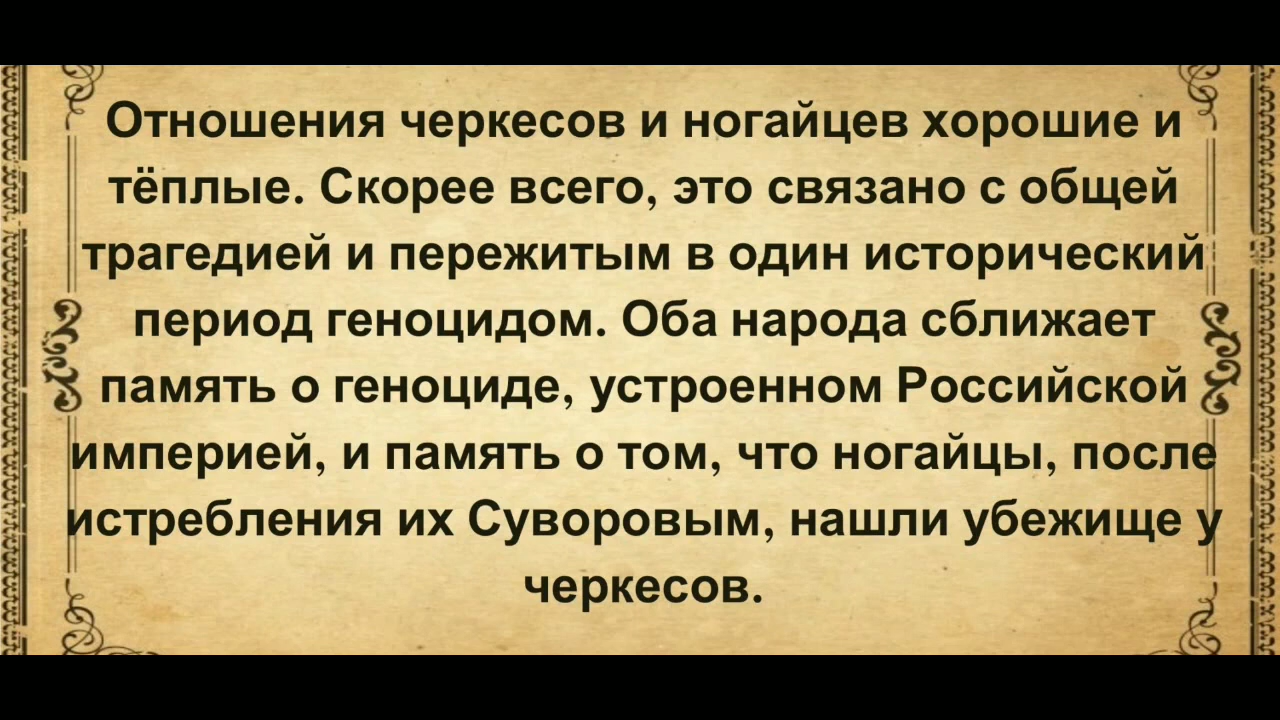 Отношения черкесов и ногайцев хорошие и
тёплые. Скорее всего, это связано с общей
трагедией и пережитым в один исторический
период геноцидом. Оба народа сближает
память о геноциде, устроенном Российской
империей, и память о том, что ногайцы, после
истребления их Суворовым, нашли убежище у
черкесов.